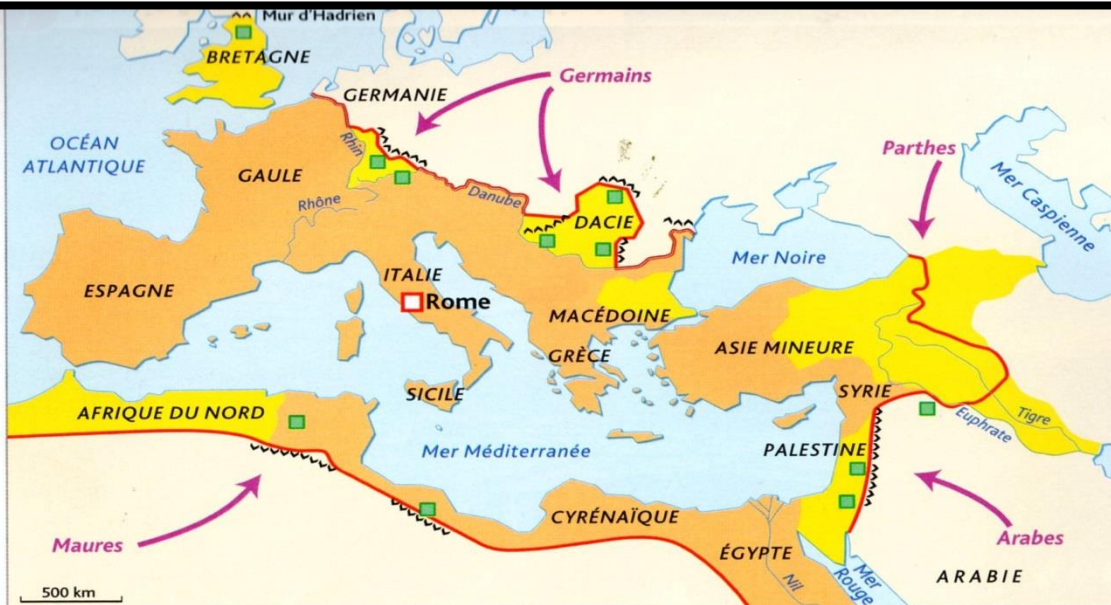 Mur d'Hadrien
BRETAGNE
Germains
GERMANIE
OCÉAN
ATLANTIQUE
Rhin
Parthes
GAULE
Mer Caspienne
Rhône
Danube
DACIE
Mer Noire
ITALIE
ESPAGNE
Rome
MACÉDOINE
ASIE MINEURE
GRÈCE
SICILE
SYRIE
AFRIQUE DU NORD
Tigre
Euphrate
Mer Méditerranée
PALESTINE
CYRÉNAÏQUE
Maures
ÉGYPTE
Arabes
Nil
Mer
Rouge
ARABIE
500 km